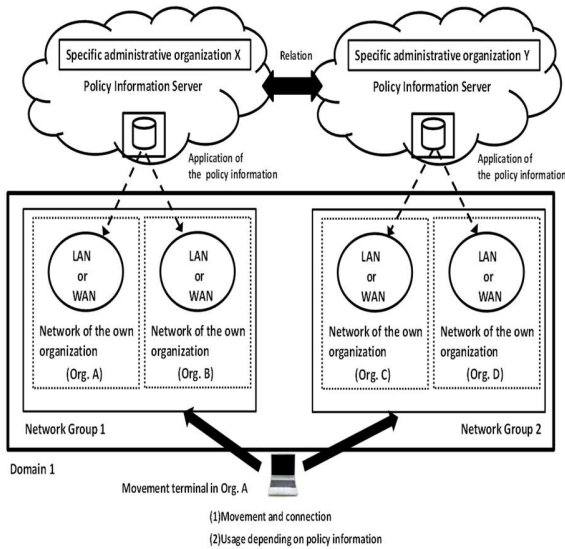 Specific administrative organization X
Policy Information Server
Relation
Specific administrative organization Y
Policy Information Server
Application of
the policy information
Application of
the policy information
LAN
or
WAN
Network of the own
organization
(Org. A)
LAN
or
WAN
Network of the own
organization
(Org. B)
LAN
or
WAN
Network of the own
organization
(Org. C)
LAN
or
WAN
Network of the own
organization
(Org. D)
Network Group 1
Network Group 2
Domain 1
Movement terminal in Org. A
(1)Movement and connection
(2)Usage depending on policy information